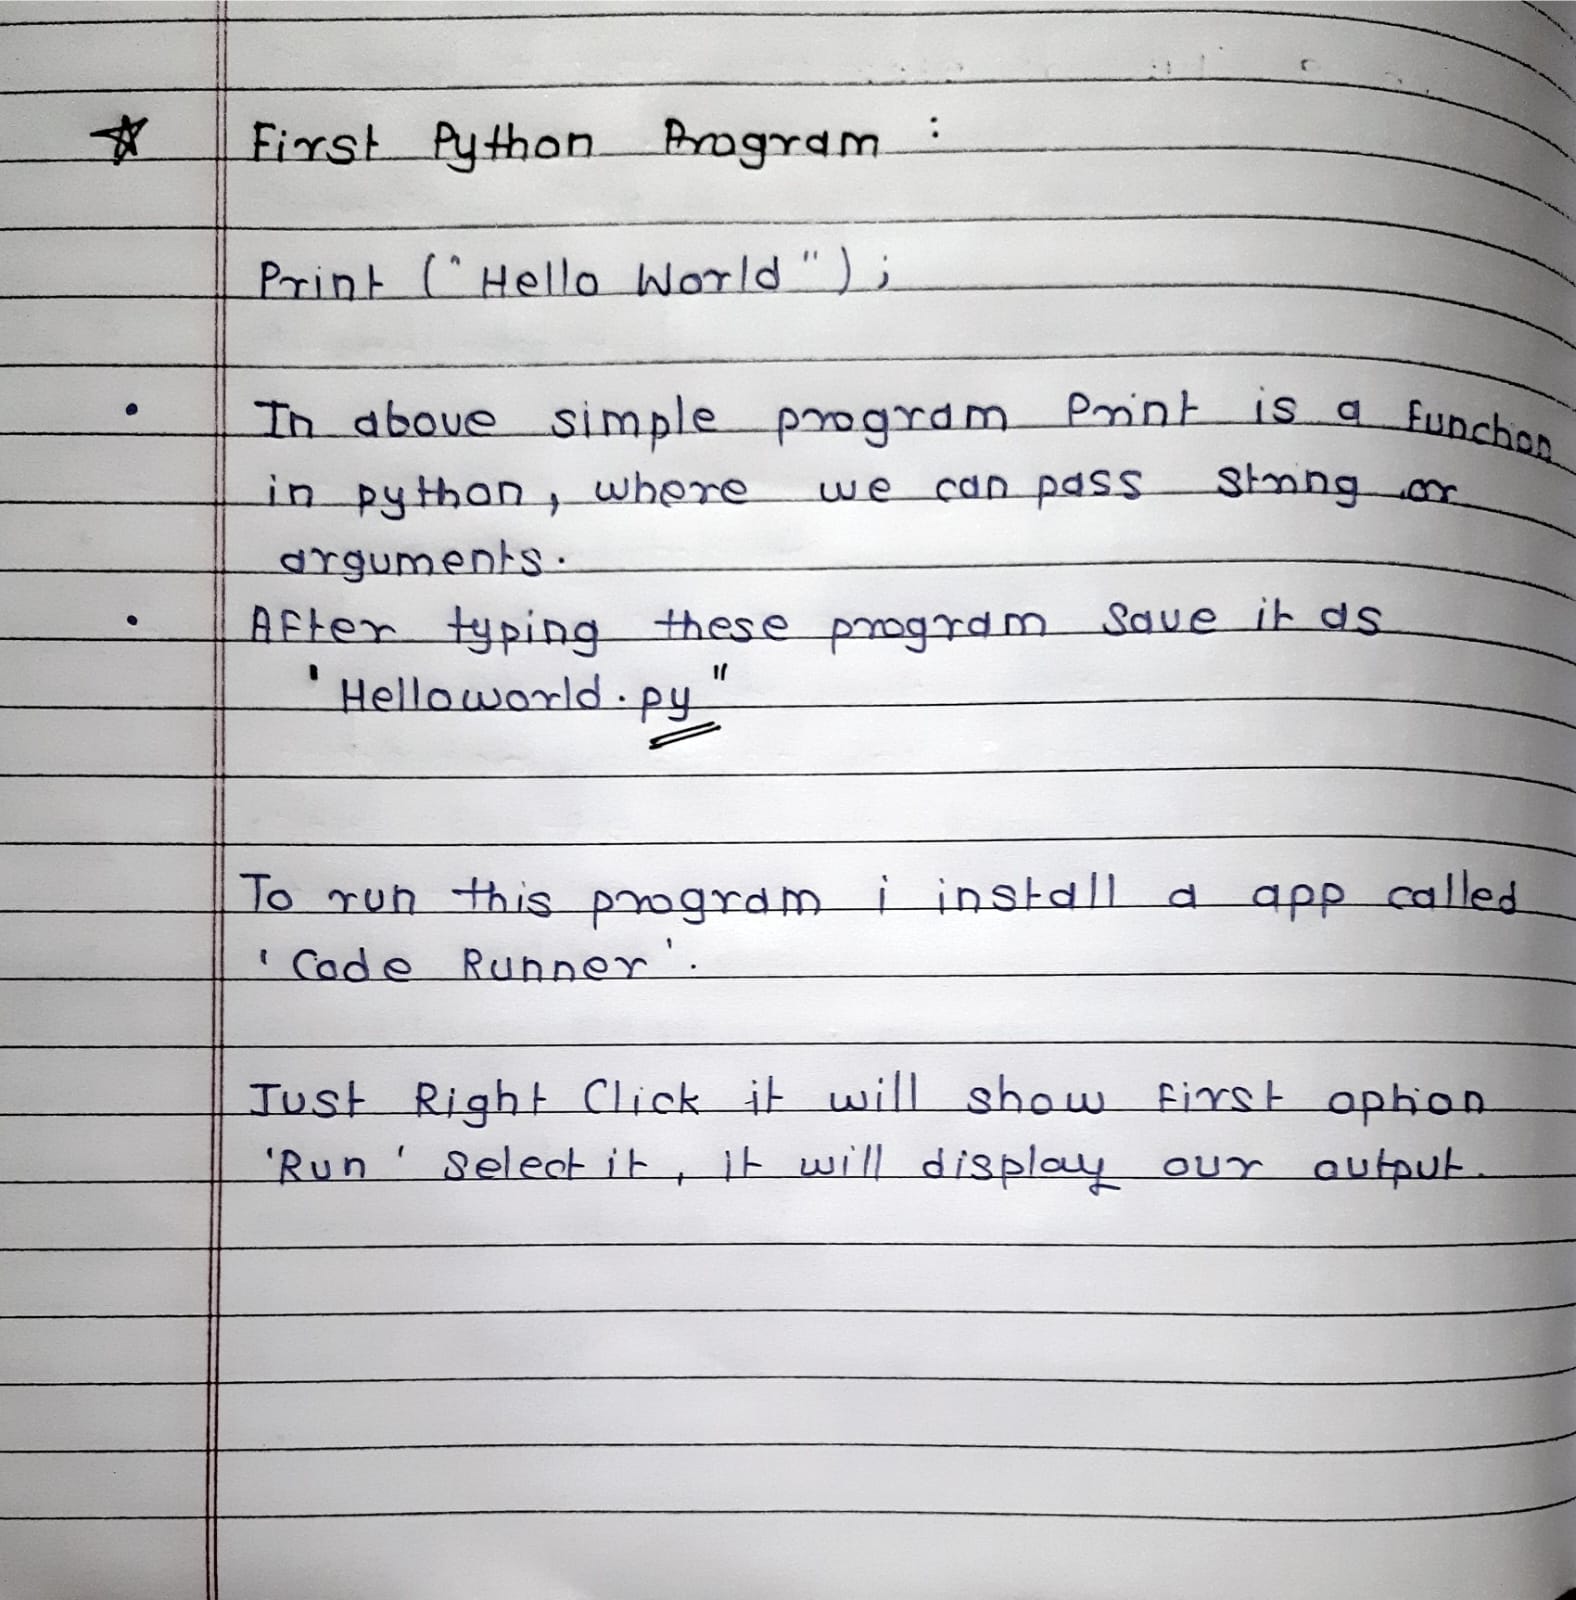 ☆ First Python Program :
Print ("Hello World");
• In above simple program Print is a function
in python, where we can pass string or
arguments.
• After typing these program save it as
'Helloworld.py"
To run this program i install a app called
'Code Runner'.
Just Right Click it will show first option
'Run' select it, it will display our output.